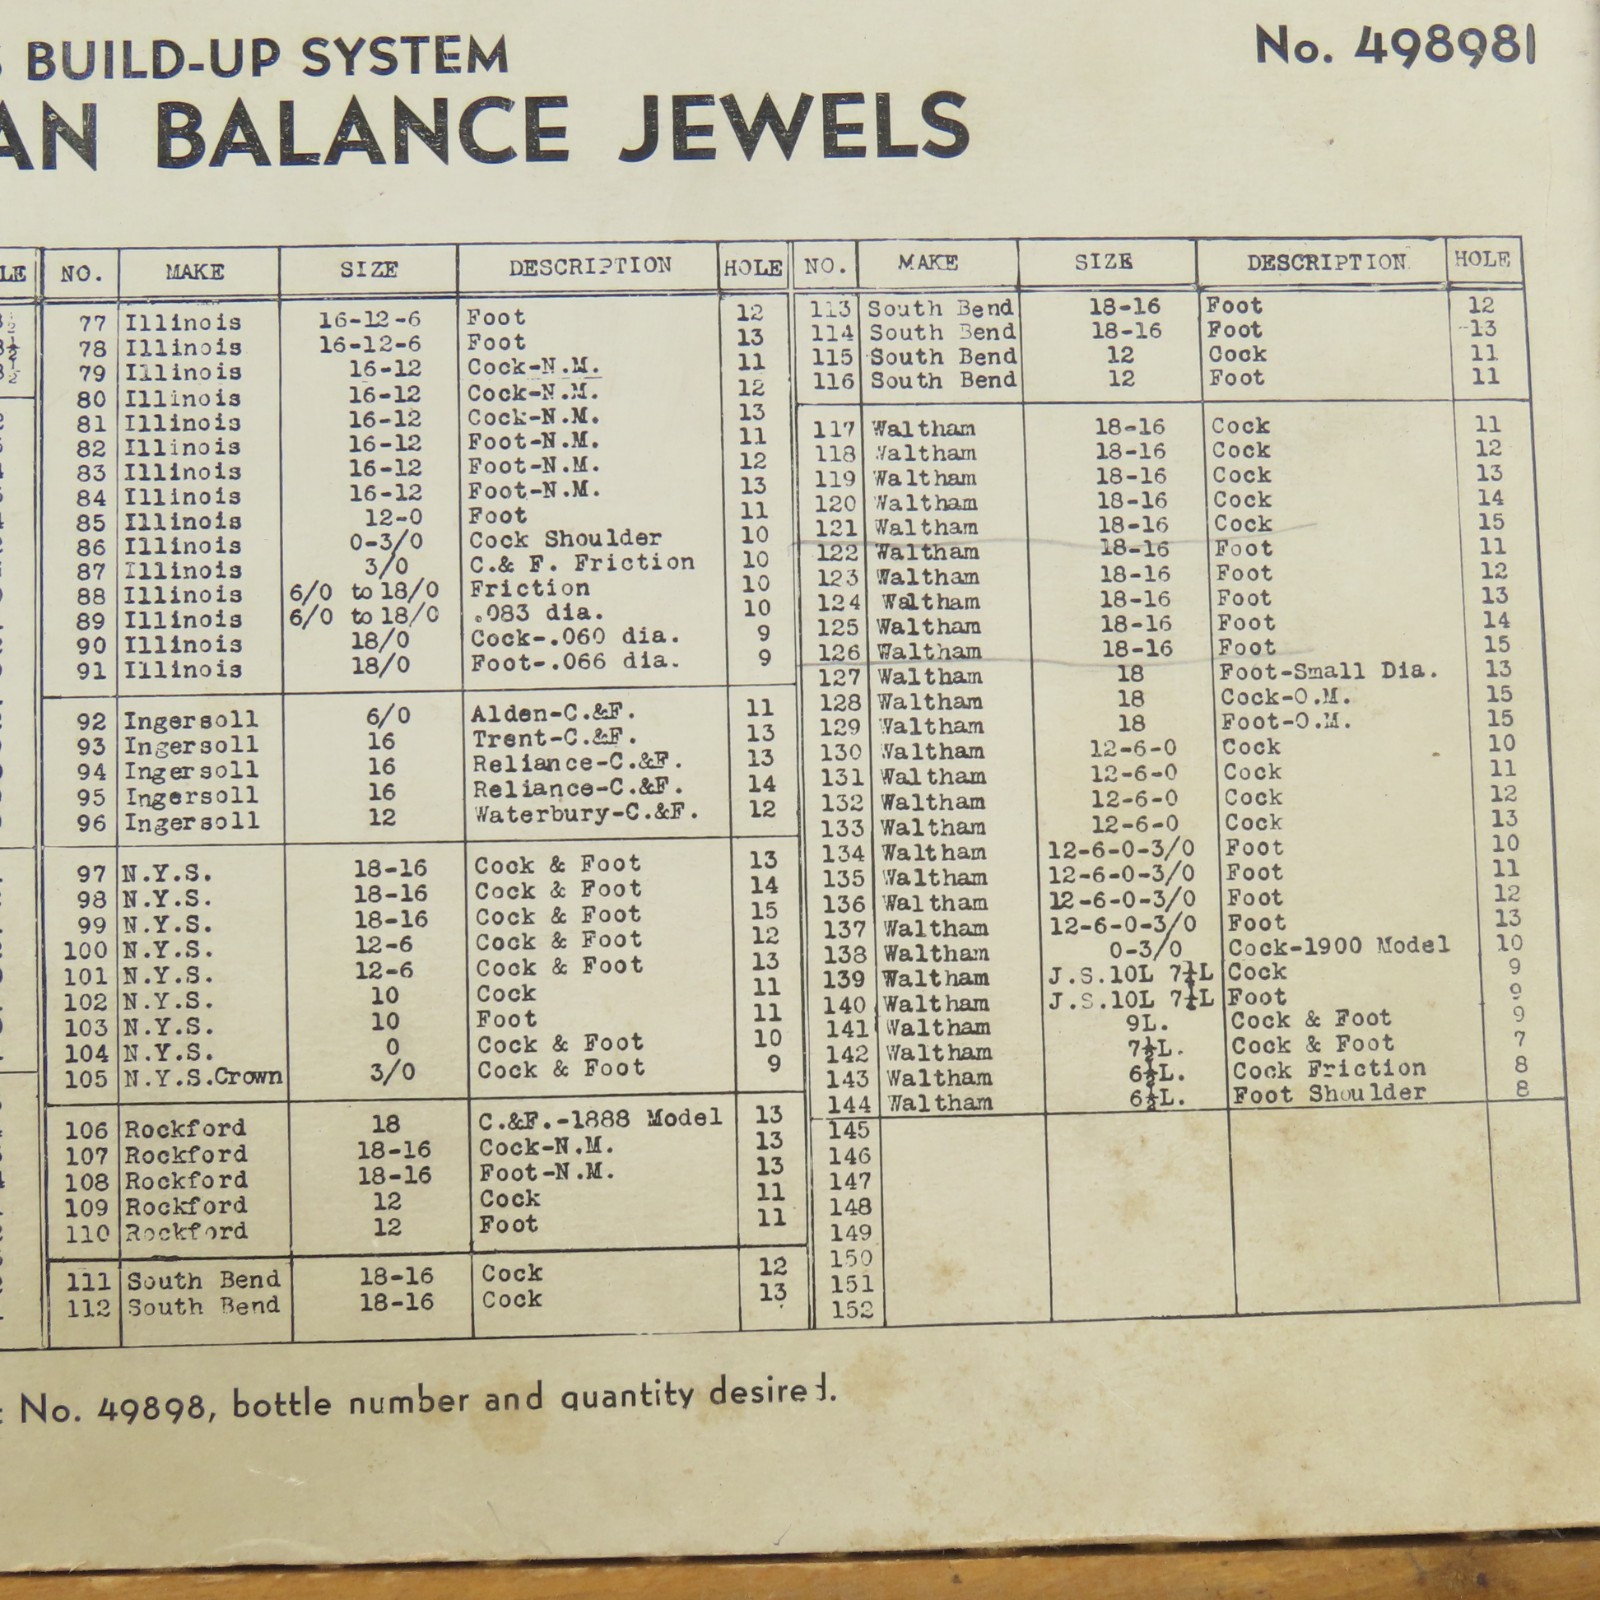 BUILD-UP SYSTEM
No. 498981
AN BALANCE JEWELS
LE NO. MAKE SIZE DESCRIPTION HOLE NO. MAKE SIZE DESCRIPTION HOLE
77 Illinois 16-12-6 Foot 12
78 Illinois 16-12-6 Foot 13
79 Illinois 16-12 Cock-N.M. 11
80 Illinois 16-12 Cock-N.M. 12
81 Illinois 16-12 Cock-N.M. 13
82 Illinois 16-12 Foot-N.M. 11
83 Illinois 16-12 Foot-N.M. 12
84 Illinois 16-12 Foot-N.M. 13
85 Illinois 12-0 Foot 11
86 Illinois 0-3/0 Cock Shoulder 10
87 Illinois 3/0 C.& F. Friction 10
88 Illinois 6/0 to 18/0 Friction 10
89 Illinois 6/0 to 18/0 .083 dia. 10
90 Illinois 18/0 Cock-.060 dia. 9
91 Illinois 18/0 Foot-.066 dia. 9
92 Ingersoll 6/0 Alden-C.&F. 11
93 Ingersoll 16 Trent-C.&F. 13
94 Ingersoll 16 Reliance-C.&F. 13
95 Ingersoll 16 Reliance-C.&F. 14
96 Ingersoll 12 Waterbury-C.&F. 12
97 N.Y.S. 18-16 Cock & Foot 13
98 N.Y.S. 18-16 Cock & Foot 14
99 N.Y.S. 18-16 Cock & Foot 15
100 N.Y.S. 12-6 Cock & Foot 12
101 N.Y.S. 12-6 Cock & Foot 13
102 N.Y.S. 10 Cock 11
103 N.Y.S. 10 Foot 11
104 N.Y.S. 0 Cock & Foot 10
105 N.Y.S.Crown 3/0 Cock & Foot 9
106 Rockford 18 C.&F.-1888 Model 13
107 Rockford 18-16 Cock-N.M. 13
108 Rockford 18-16 Foot-N.M. 13
109 Rockford 12 Cock 11
110 Rockford 12 Foot 11
111 South Bend 18-16 Cock 12
112 South Bend 18-16 Cock 13
113 South Bend 18-16 Foot 12
114 South Bend 18-16 Foot 13
115 South Bend 12 Cock 11
116 South Bend 12 Foot 11
117 Waltham 18-16 Cock 11
118 Waltham 18-16 Cock 12
119 Waltham 18-16 Cock 13
120 Waltham 18-16 Cock 14
121 Waltham 18-16 Cock 15
122 Waltham 18-16 Foot 11
123 Waltham 18-16 Foot 12
124 Waltham 18-16 Foot 13
125 Waltham 18-16 Foot 14
126 Waltham 18-16 Foot 15
127 Waltham 18 Foot-Small Dia. 13
128 Waltham 18 Cock-O.M. 15
129 Waltham 18 Foot-O.M. 15
130 Waltham 12-6-0 Cock 10
131 Waltham 12-6-0 Cock 11
132 Waltham 12-6-0 Cock 12
133 Waltham 12-6-0 Cock 13
134 Waltham 12-6-0-3/0 Foot 10
135 Waltham 12-6-0-3/0 Foot 11
136 Waltham 12-6-0-3/0 Foot 12
137 Waltham 12-6-0-3/0 Foot 13
138 Waltham 0-3/0 Cock-1900 Model 10
139 Waltham J.S.10L 7¼L Cock 9
140 Waltham J.S.10L 7¼L Foot 9
141 Waltham 9L. Cock & Foot 9
142 Waltham 7½L. Cock & Foot 7
143 Waltham 6½L. Cock Friction 8
144 Waltham 6½L. Foot Shoulder 8
145
146
147
148
149
150
151
152
No. 49898, bottle number and quantity desired.